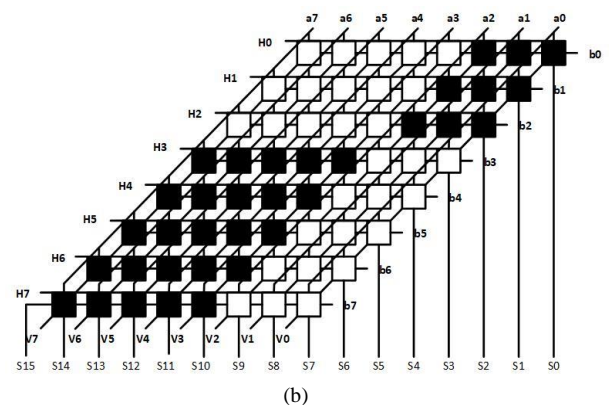 a7 a6 a5 a4 a3 a2 a1 a0
H0 b0
H1 b1
H2 b2
H3 b3
H4 b4
H5 b5
H6 b6
H7 b7
V7 V6 V5 V4 V3 V2 V1 V0
S15 S14 S13 S12 S11 S10 S9 S8 S7 S6 S5 S4 S3 S2 S1 S0
(b)